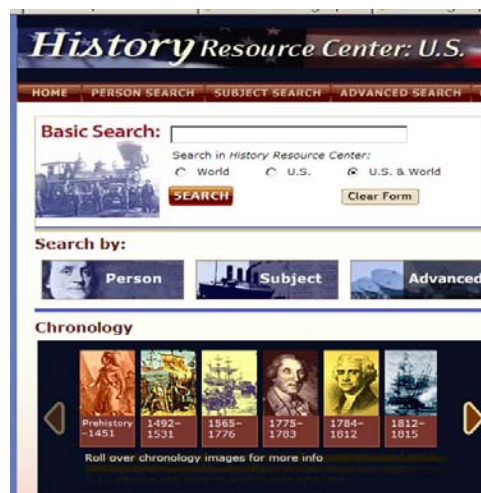 History Resource Center: U.S.
HOME PERSON SEARCH SUBJECT SEARCH ADVANCED SEARCH
Basic Search:
Search in History Resource Center:
World U.S. U.S. & World
SEARCH Clear Form
Search by:
Person Subject Advanced
Chronology
Prehistory 1492– 1565– 1775– 1784– 1812–
–1451 1531 1776 1783 1812 1815
Roll over chronology images for more info